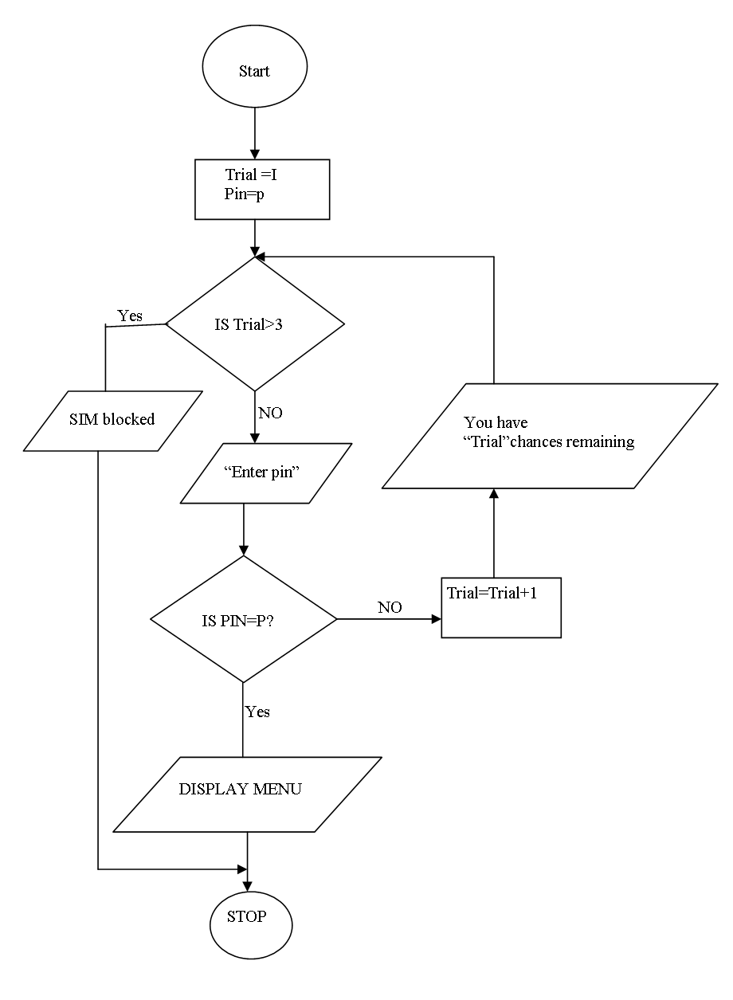 Start
Trial =I
Pin=p
Yes
IS Trial>3
NO
SIM blocked
You have
“Trial”chances remaining
“Enter pin”
IS PIN=P?
NO
Trial=Trial+1
Yes
DISPLAY MENU
STOP